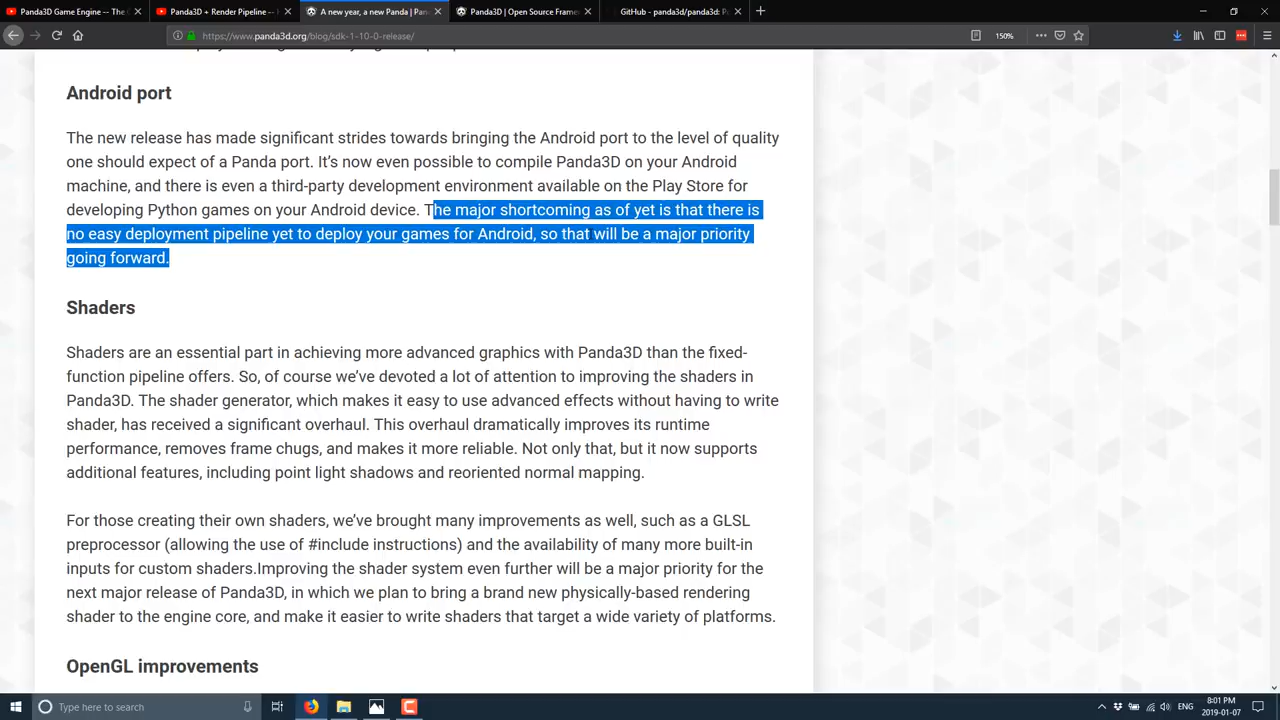 Panda3D Game Engine -- The C
Panda3D + Render Pipeline --
A new year, a new Panda | Pan
Panda3D | Open Source Frame
GitHub - panda3d/panda3d: P
https://www.panda3d.org/blog/sdk-1-10-0-release/
150%
Android port
The new release has made significant strides towards bringing the Android port to the level of quality
one should expect of a Panda port. It's now even possible to compile Panda3D on your Android
machine, and there is even a third-party development environment available on the Play Store for
developing Python games on your Android device. The major shortcoming as of yet is that there is
no easy deployment pipeline yet to deploy your games for Android, so that will be a major priority
going forward.
Shaders
Shaders are an essential part in achieving more advanced graphics with Panda3D than the fixed-
function pipeline offers. So, of course we've devoted a lot of attention to improving the shaders in
Panda3D. The shader generator, which makes it easy to use advanced effects without having to write
shader, has received a significant overhaul. This overhaul dramatically improves its runtime
performance, removes frame chugs, and makes it more reliable. Not only that, but it now supports
additional features, including point light shadows and reoriented normal mapping.
For those creating their own shaders, we've brought many improvements as well, such as a GLSL
preprocessor (allowing the use of #include instructions) and the availability of many more built-in
inputs for custom shaders.Improving the shader system even further will be a major priority for the
next major release of Panda3D, in which we plan to bring a brand new physically-based rendering
shader to the engine core, and make it easier to write shaders that target a wide variety of platforms.
OpenGL improvements
Type here to search
ENG
8:01 PM
2019-01-07